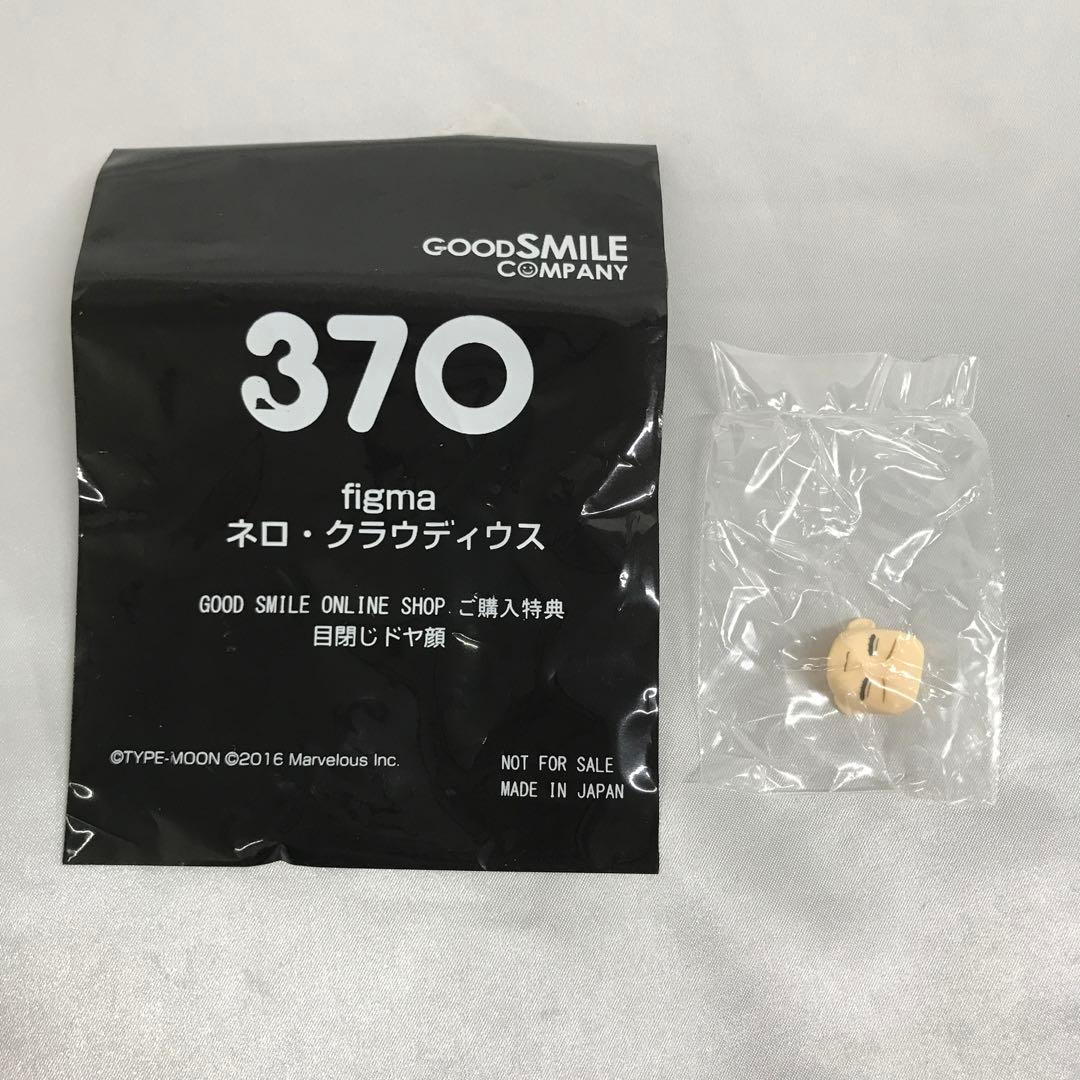 GOODSMILE
COMPANY
370
figma
ネロ・クラウディウス
GOOD SMILE ONLINE SHOP ご購入特典
目閉じドヤ顔
©TYPE-MOON ©2016 Marvelous Inc.
NOT FOR SALE
MADE IN JAPAN